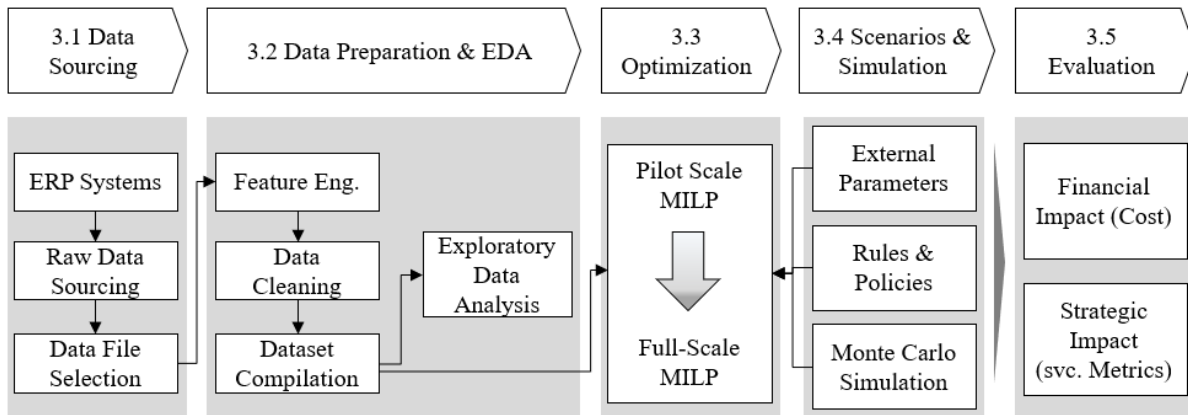 3.1 Data
Sourcing
3.2 Data Preparation & EDA
3.3
Optimization
3.4 Scenarios &
Simulation
3.5
Evaluation
ERP Systems
Raw Data
Sourcing
Data File
Selection
Feature Eng.
Data
Cleaning
Dataset
Compilation
Exploratory
Data
Analysis
Pilot Scale
MILP
Full-Scale
MILP
External
Parameters
Rules &
Policies
Monte Carlo
Simulation
Financial
Impact (Cost)
Strategic
Impact
(svc. Metrics)